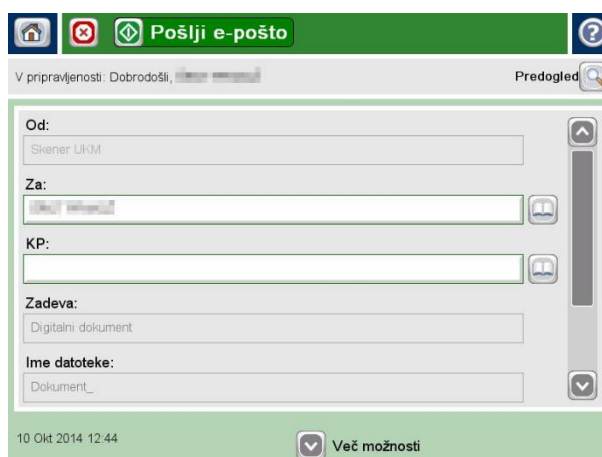 Pošlji e-pošto
V pripravljenosti: Dobrodošli,
Predogled
Od:
Skener UKM
Za:
KP:
Zadeva:
Digitalni dokument
Ime datoteke:
Dokument_
10 Okt 2014 12:44
Več možnosti